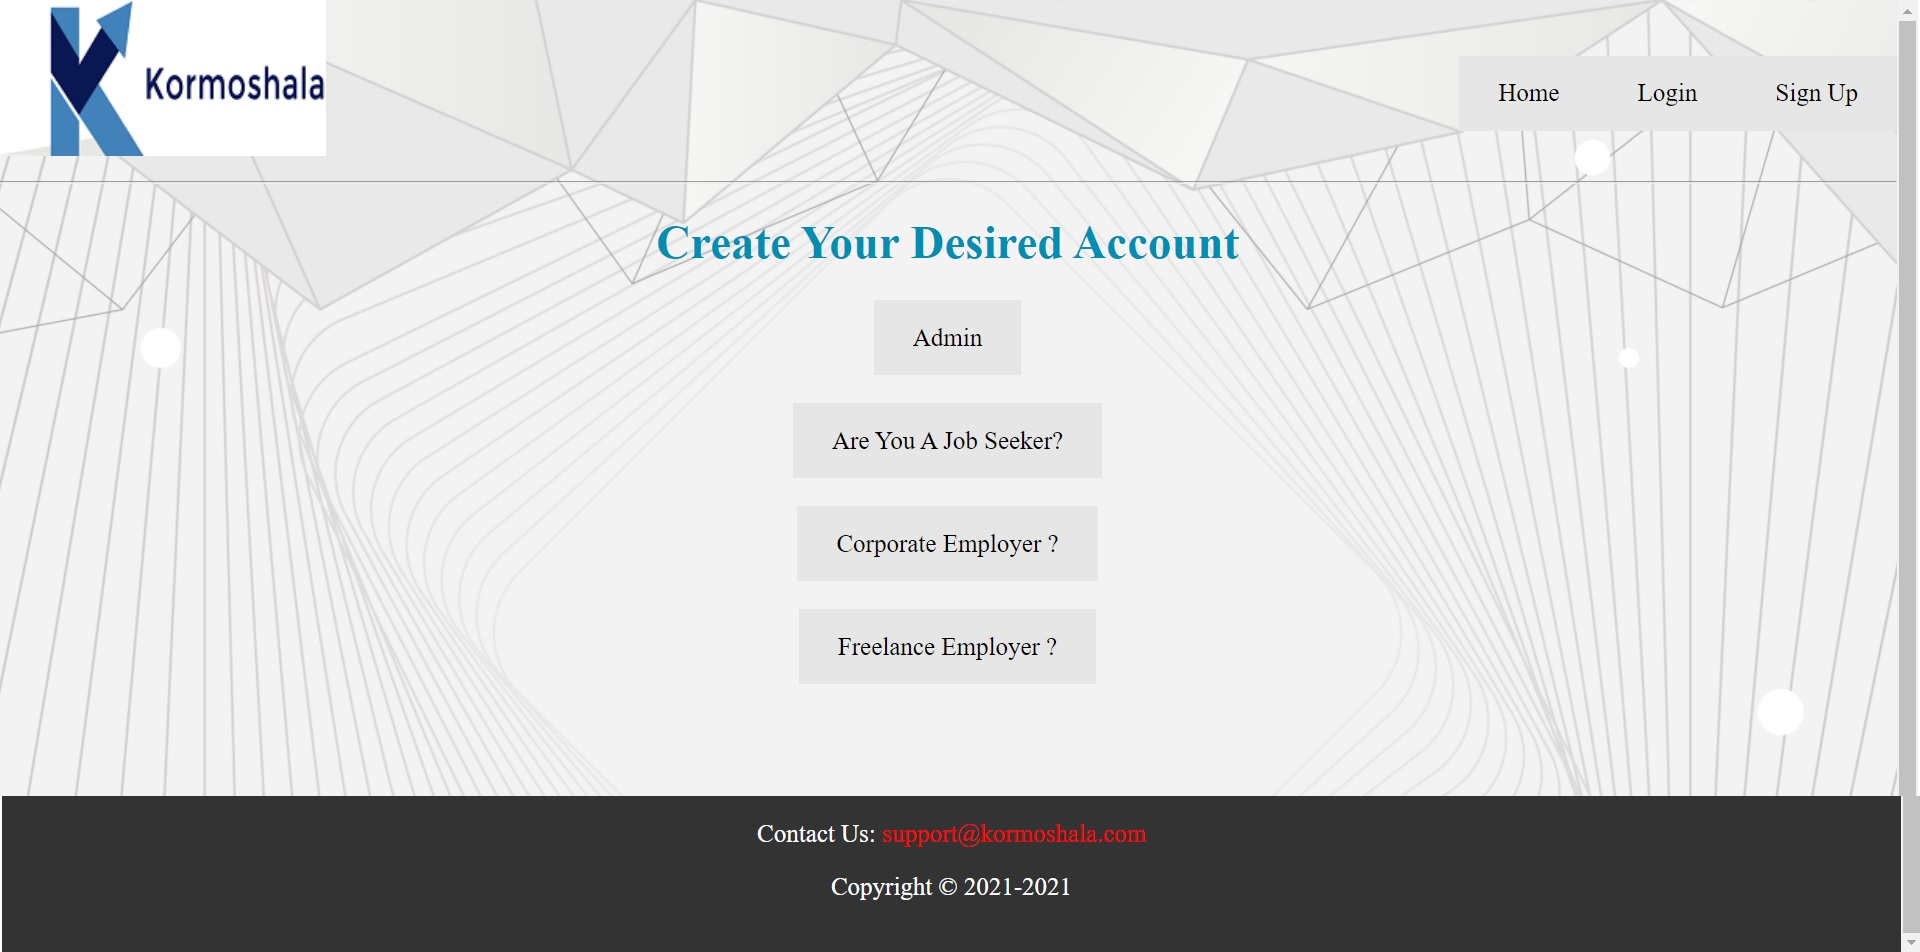 Kormoshala
Home Login Sign Up
Create Your Desired Account
Admin
Are You A Job Seeker?
Corporate Employer ?
Freelance Employer ?
Contact Us: support@kormoshala.com
Copyright © 2021-2021